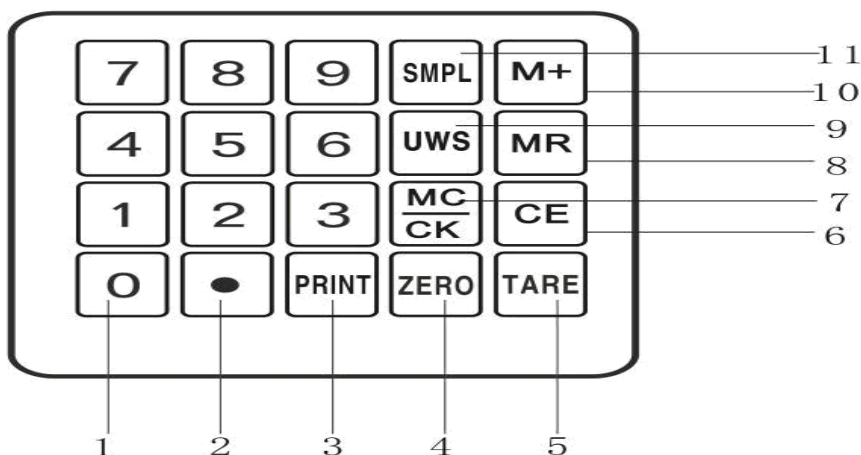 7 8 9 SMPL M+ 11
10
4 5 6 UWS MR 9
8
1 2 3 MC CE 7
CK 6
0 • PRINT ZERO TARE
1 2 3 4 5